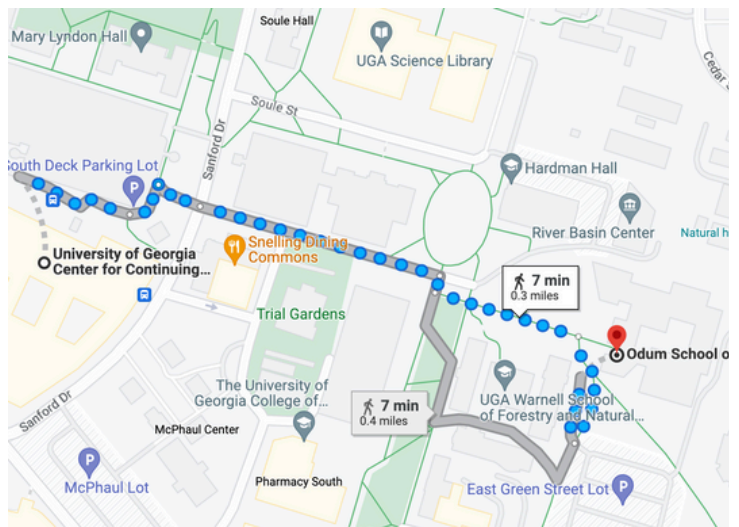 Soule Hall
Mary Lyndon Hall
UGA Science Library
Cedar S
Soule St
Sanford Dr
Hardman Hall
South Deck Parking Lot
P
River Basin Center
Natural h
University of Georgia
Center for Continuing...
Snelling Dining
Commons
7 min
0.3 miles
Trial Gardens
Odum School o
The University of
Georgia College of...
UGA Warnell School
of Forestry and Natural...
7 min
0.4 miles
Sanford Dr
McPhaul Center
P
McPhaul Lot
Pharmacy South
East Green Street Lot
P